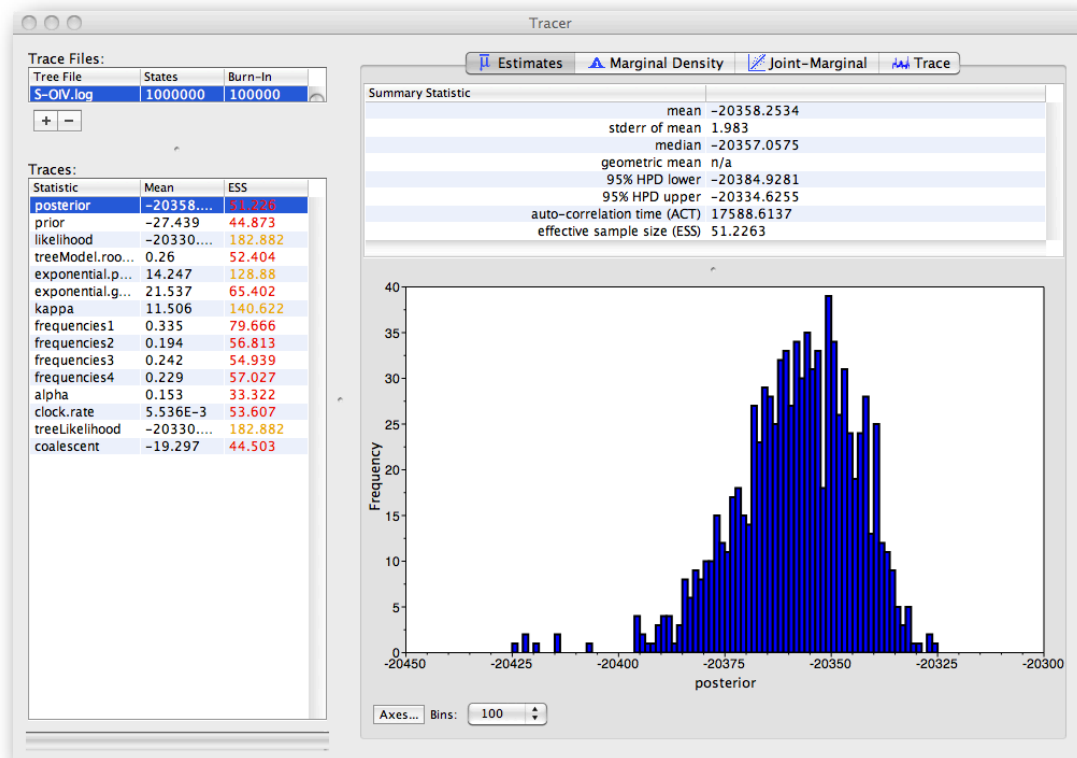 Tracer
Trace Files:
Tree File States Burn-In
S-OIV.log 1000000 100000
+ −
Traces:
Statistic Mean ESS
posterior -20358.... 51.226
prior -27.439 44.873
likelihood -20330.... 182.882
treeModel.roo... 0.26 52.404
exponential.p... 14.247 128.88
exponential.g... 21.537 65.402
kappa 11.506 140.622
frequencies1 0.335 79.666
frequencies2 0.194 56.813
frequencies3 0.242 54.939
frequencies4 0.229 57.027
alpha 0.153 33.322
clock.rate 5.536E-3 53.607
treeLikelihood -20330.... 182.882
coalescent -19.297 44.503
μ Estimates Marginal Density Joint-Marginal Trace
Summary Statistic
mean -20358.2534
stderr of mean 1.983
median -20357.0575
geometric mean n/a
95% HPD lower -20384.9281
95% HPD upper -20334.6255
auto-correlation time (ACT) 17588.6137
effective sample size (ESS) 51.2263
40
35
30
25
20
15
10
5
0
Frequency
-20450 -20425 -20400 -20375 -20350 -20325 -20300
posterior
Axes... Bins: 100